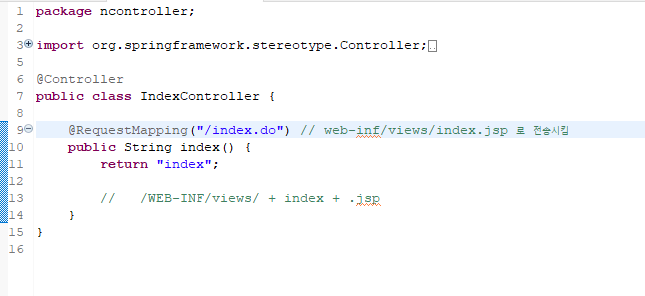 1 package ncontroller;
2
3 import org.springframework.stereotype.Controller;
5
6 @Controller
7 public class IndexController {
8
9 @RequestMapping("/index.do") // web-inf/views/index.jsp 로 전송시킴
10 public String index() {
11 return "index";
12
13 // /WEB-INF/views/ + index + .jsp
14 }
15 }
16